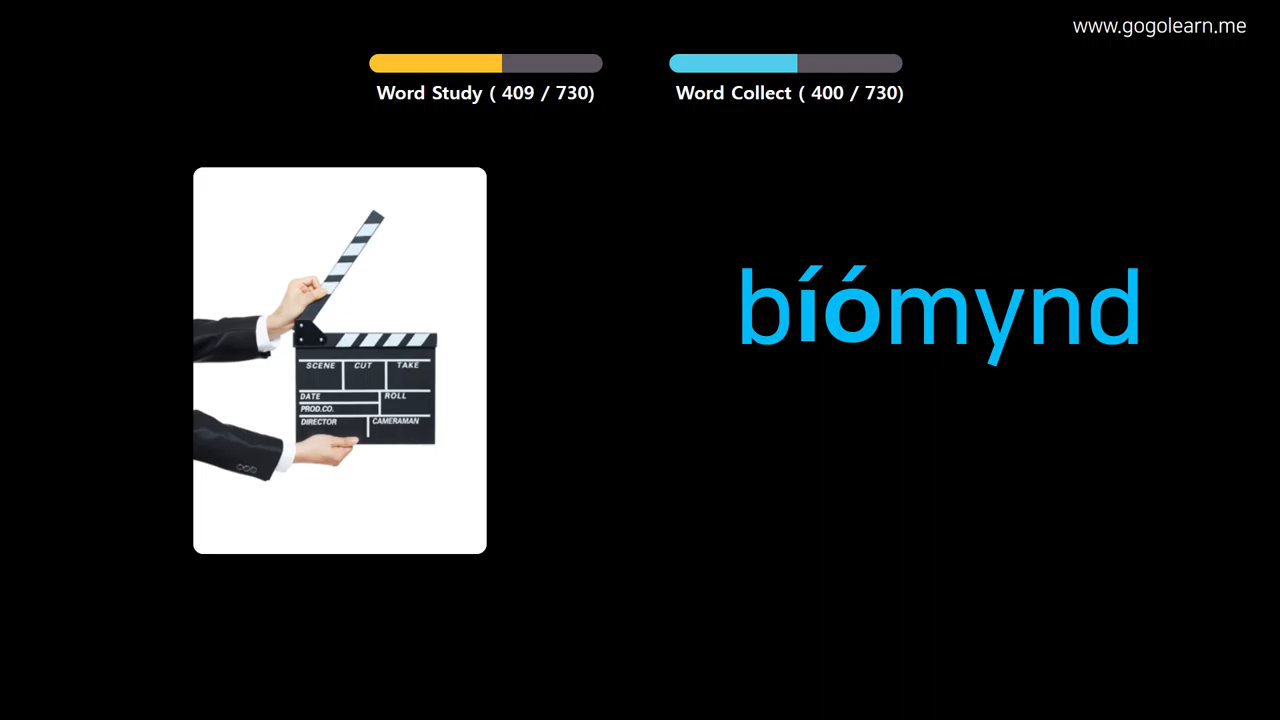 www.gogolearn.me
Word Study ( 409 / 730)
Word Collect ( 400 / 730)
SCENE CUT TAKE
DATE ROLL
PROD.CO.
DIRECTOR CAMERAMAN
bíómynd